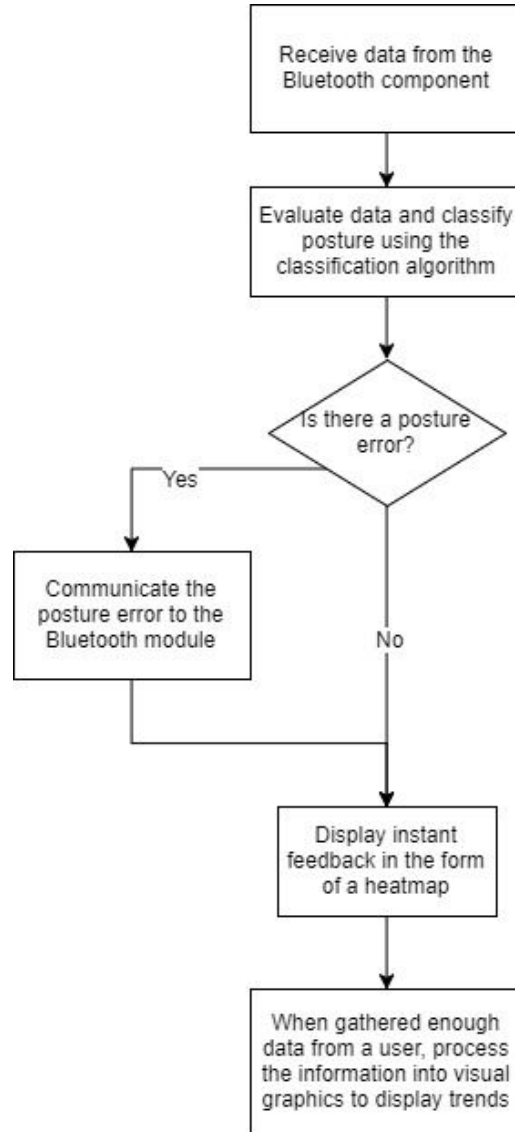 Receive data from the
Bluetooth component
Evaluate data and classify
posture using the
classification algorithm
Is there a posture
error?
Yes
Communicate the
posture error to the
Bluetooth module
No
Display instant
feedback in the form
of a heatmap
When gathered enough
data from a user, process
the information into visual
graphics to display trends